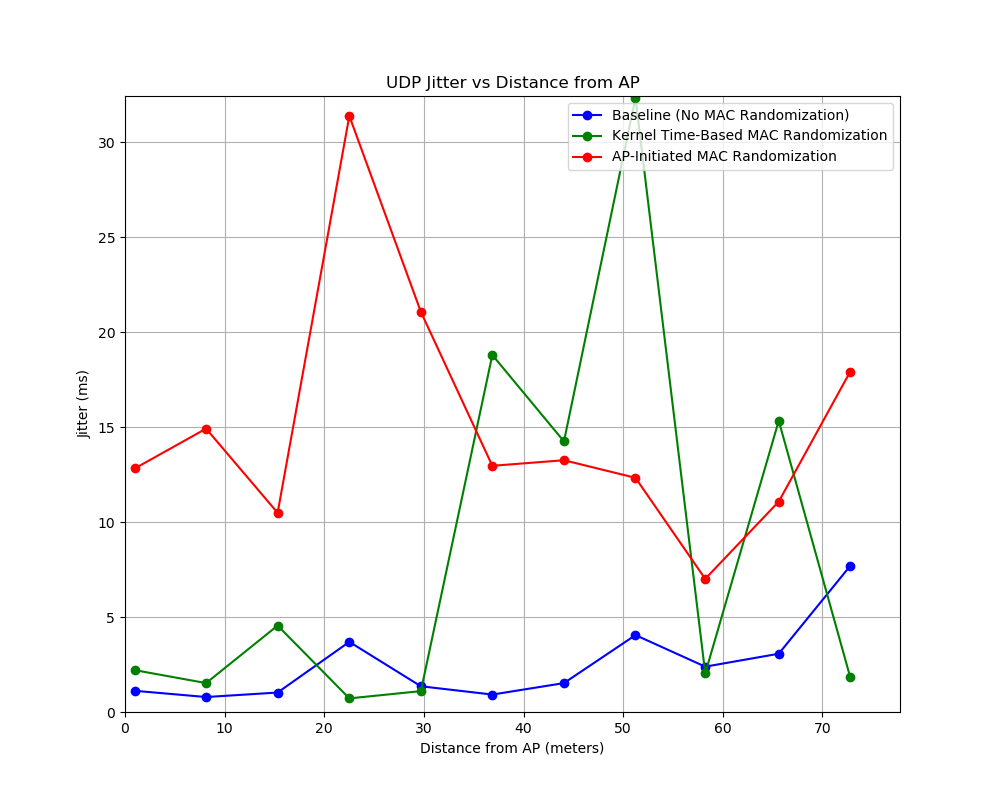 UDP Jitter vs Distance from AP
Baseline (No MAC Randomization)
Kernel Time-Based MAC Randomization
AP-Initiated MAC Randomization
Jitter (ms)
30
25
20
15
10
5
0
0 10 20 30 40 50 60 70
Distance from AP (meters)